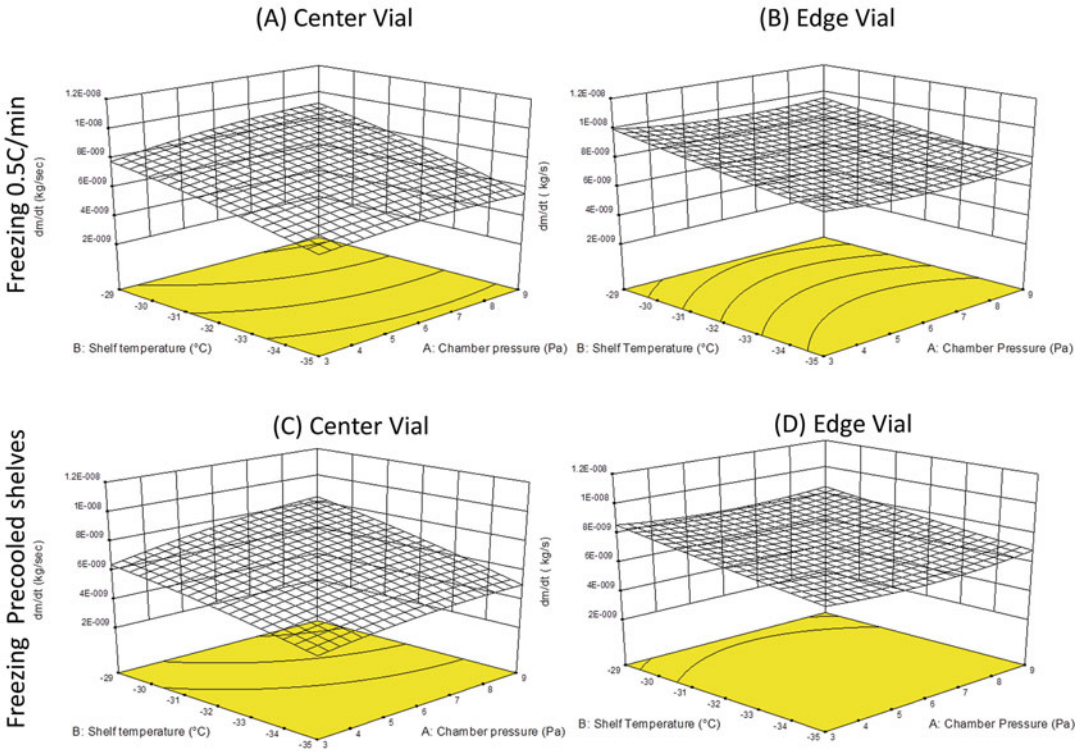 (A) Center Vial
(B) Edge Vial
Freezing 0.5C/min
dm/dt (kg/sec)
1.2E-008
1E-008
8E-009
6E-009
4E-009
2E-009
-29
-30
-31
-32
-33
-34
-35
3
4
5
6
7
8
9
B: Shelf temperature (°C)
A: Chamber pressure (Pa)
dm/dt ( kg/s)
1.2E-008
1E-008
8E-009
6E-009
4E-009
2E-009
-29
-30
-31
-32
-33
-34
-35
3
4
5
6
7
8
9
B: Shelf Temperature (°C)
A: Chamber Pressure (Pa)
(C) Center Vial
(D) Edge Vial
Freezing Precooled shelves
dm/dt (kg/sec)
1.2E-008
1E-008
8E-009
6E-009
4E-009
2E-009
-29
-30
-31
-32
-33
-34
-35
3
4
5
6
7
8
9
B: Shelf temperature (°C)
A: Chamber pressure (Pa)
dm/dt ( kg/s)
1.2E-008
1E-008
8E-009
6E-009
4E-009
2E-009
-29
-30
-31
-32
-33
-34
-35
3
4
5
6
7
8
9
B: Shelf Temperature (°C)
A: Chamber Pressure (Pa)